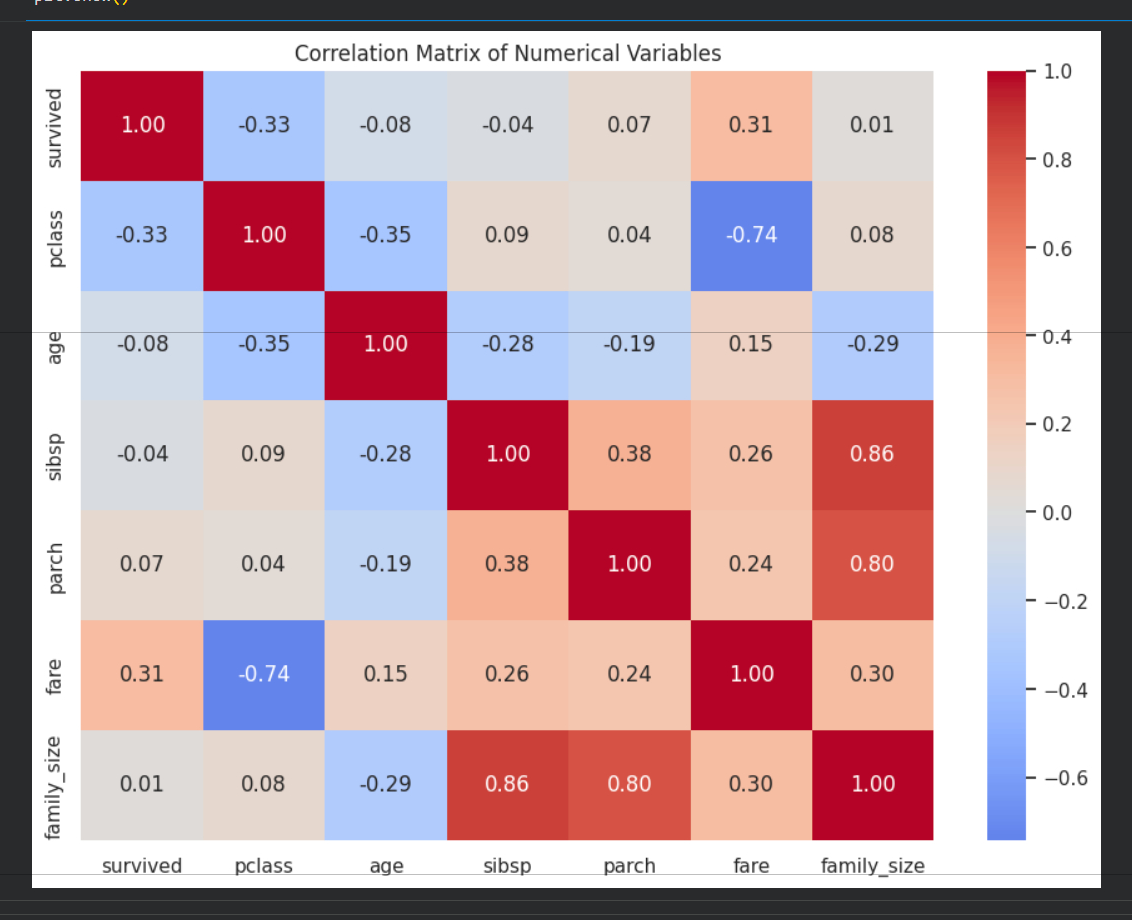 Correlation Matrix of Numerical Variables
survived 1.00 -0.33 -0.08 -0.04 0.07 0.31 0.01
pclass -0.33 1.00 -0.35 0.09 0.04 -0.74 0.08
age -0.08 -0.35 1.00 -0.28 -0.19 0.15 -0.29
sibsp -0.04 0.09 -0.28 1.00 0.38 0.26 0.86
parch 0.07 0.04 -0.19 0.38 1.00 0.24 0.80
fare 0.31 -0.74 0.15 0.26 0.24 1.00 0.30
family_size 0.01 0.08 -0.29 0.86 0.80 0.30 1.00
survived pclass age sibsp parch fare family_size
1.0
0.8
0.6
0.4
0.2
0.0
−0.2
−0.4
−0.6